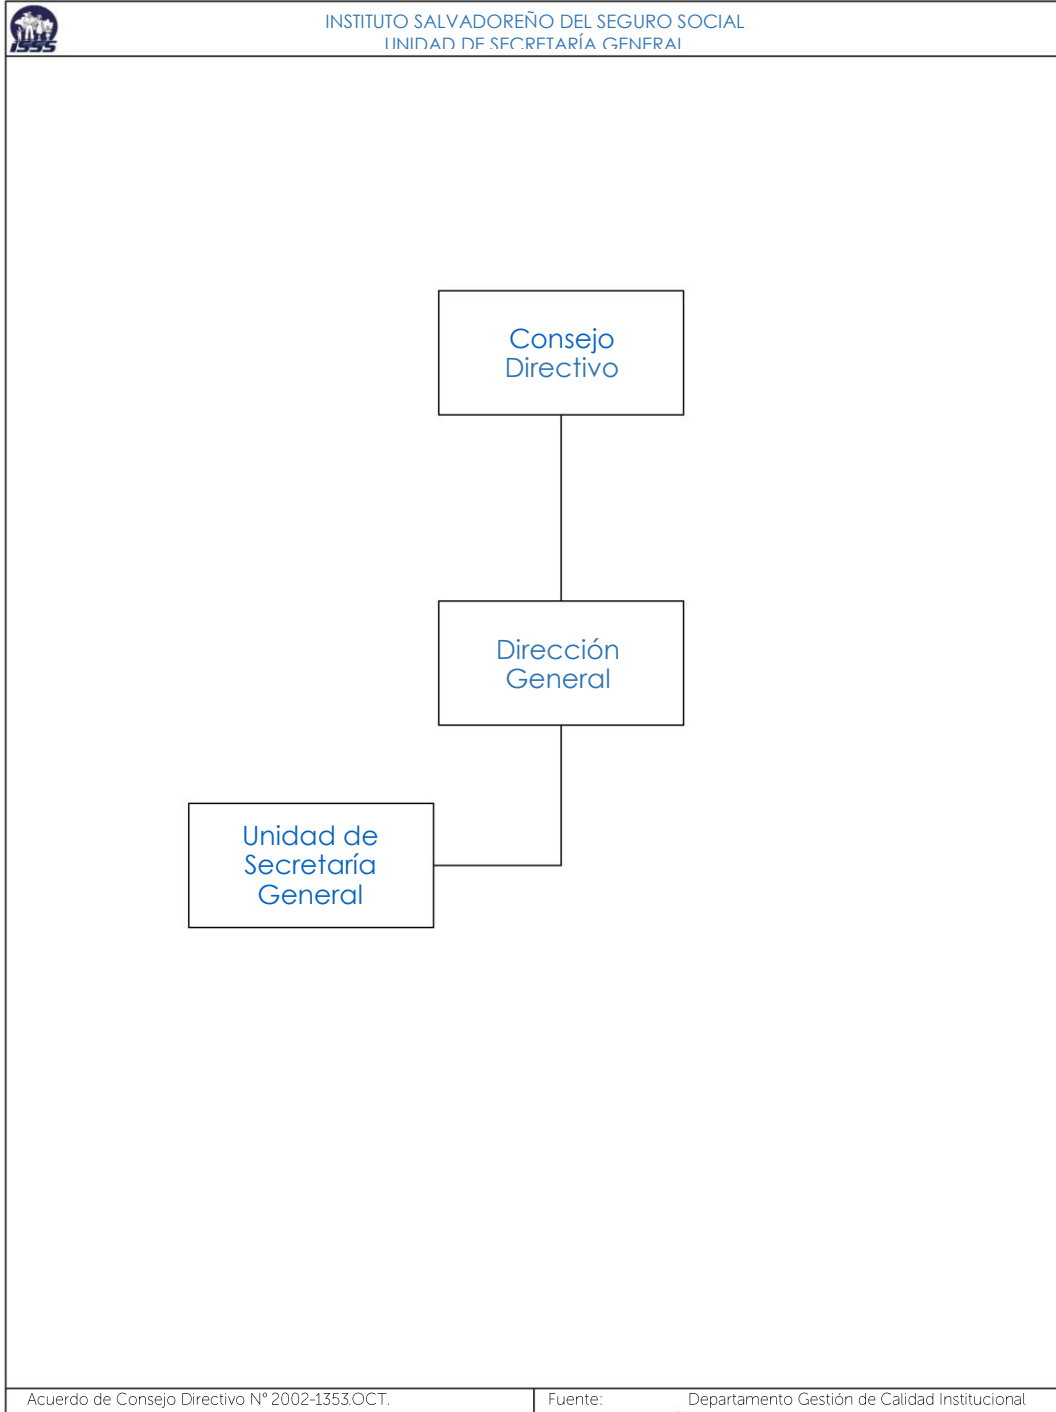 ISSS
INSTITUTO SALVADOREÑO DEL SEGURO SOCIAL
UNIDAD DE SECRETARÍA GENERAL
Consejo
Directivo
Dirección
General
Unidad de
Secretaría
General
Acuerdo de Consejo Directivo N° 2002-1353.OCT.
Fuente: Departamento Gestión de Calidad Institucional